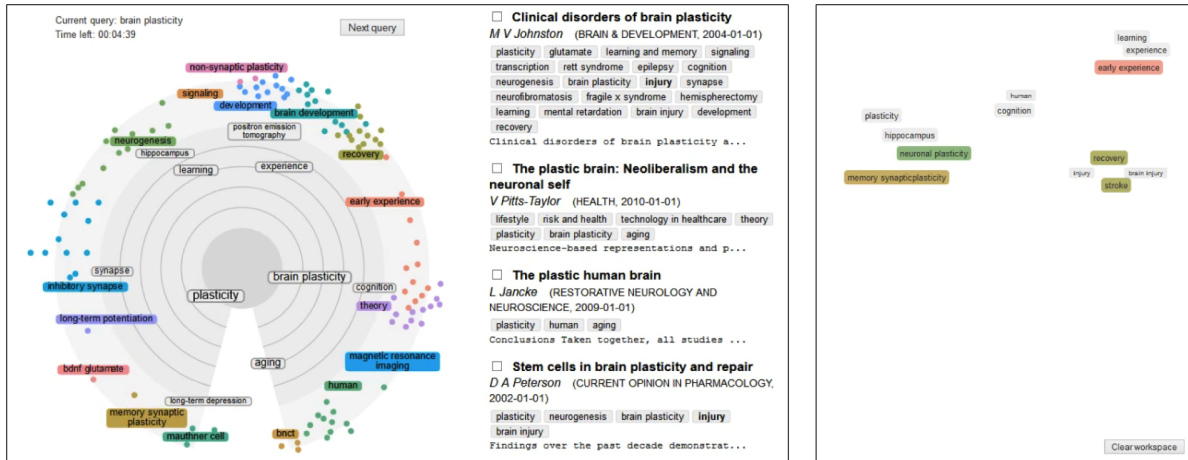 Current query: brain plasticity
Time left: 00:04:39
Next query
non-synaptic plasticity
signaling
development
brain development
positron emission
tomography
neurogenesis
hippocampus
recovery
learning
experience
early experience
synapse
brain plasticity
inhibitory synapse
cognition
plasticity
theory
long-term potentiation
aging
magnetic resonance
imaging
bdnf glutamate
human
long-term depression
memory synaptic
plasticity
mauthner cell
bnct
Clinical disorders of brain plasticity
M V Johnston (BRAIN & DEVELOPMENT, 2004-01-01)
plasticity glutamate learning and memory signaling
transcription rett syndrome epilepsy cognition
neurogenesis brain plasticity injury synapse
neurofibromatosis fragile x syndrome hemispherectomy
learning mental retardation brain injury development
recovery
Clinical disorders of brain plasticity a...
The plastic brain: Neoliberalism and the
neuronal self
V Pitts-Taylor (HEALTH, 2010-01-01)
lifestyle risk and health technology in healthcare theory
plasticity brain plasticity aging
Neuroscience-based representations and p...
The plastic human brain
L Jancke (RESTORATIVE NEUROLOGY AND
NEUROSCIENCE, 2009-01-01)
plasticity human aging
Conclusions Taken together, all studies ...
Stem cells in brain plasticity and repair
D A Peterson (CURRENT OPINION IN PHARMACOLOGY,
2002-01-01)
plasticity neurogenesis brain plasticity injury
brain injury
Findings over the past decade demonstrat...
learning
experience
early experience
human
cognition
plasticity
hippocampus
neuronal plasticity
recovery
memory synapticplasticity
injury
brain injury
stroke
Clear workspace